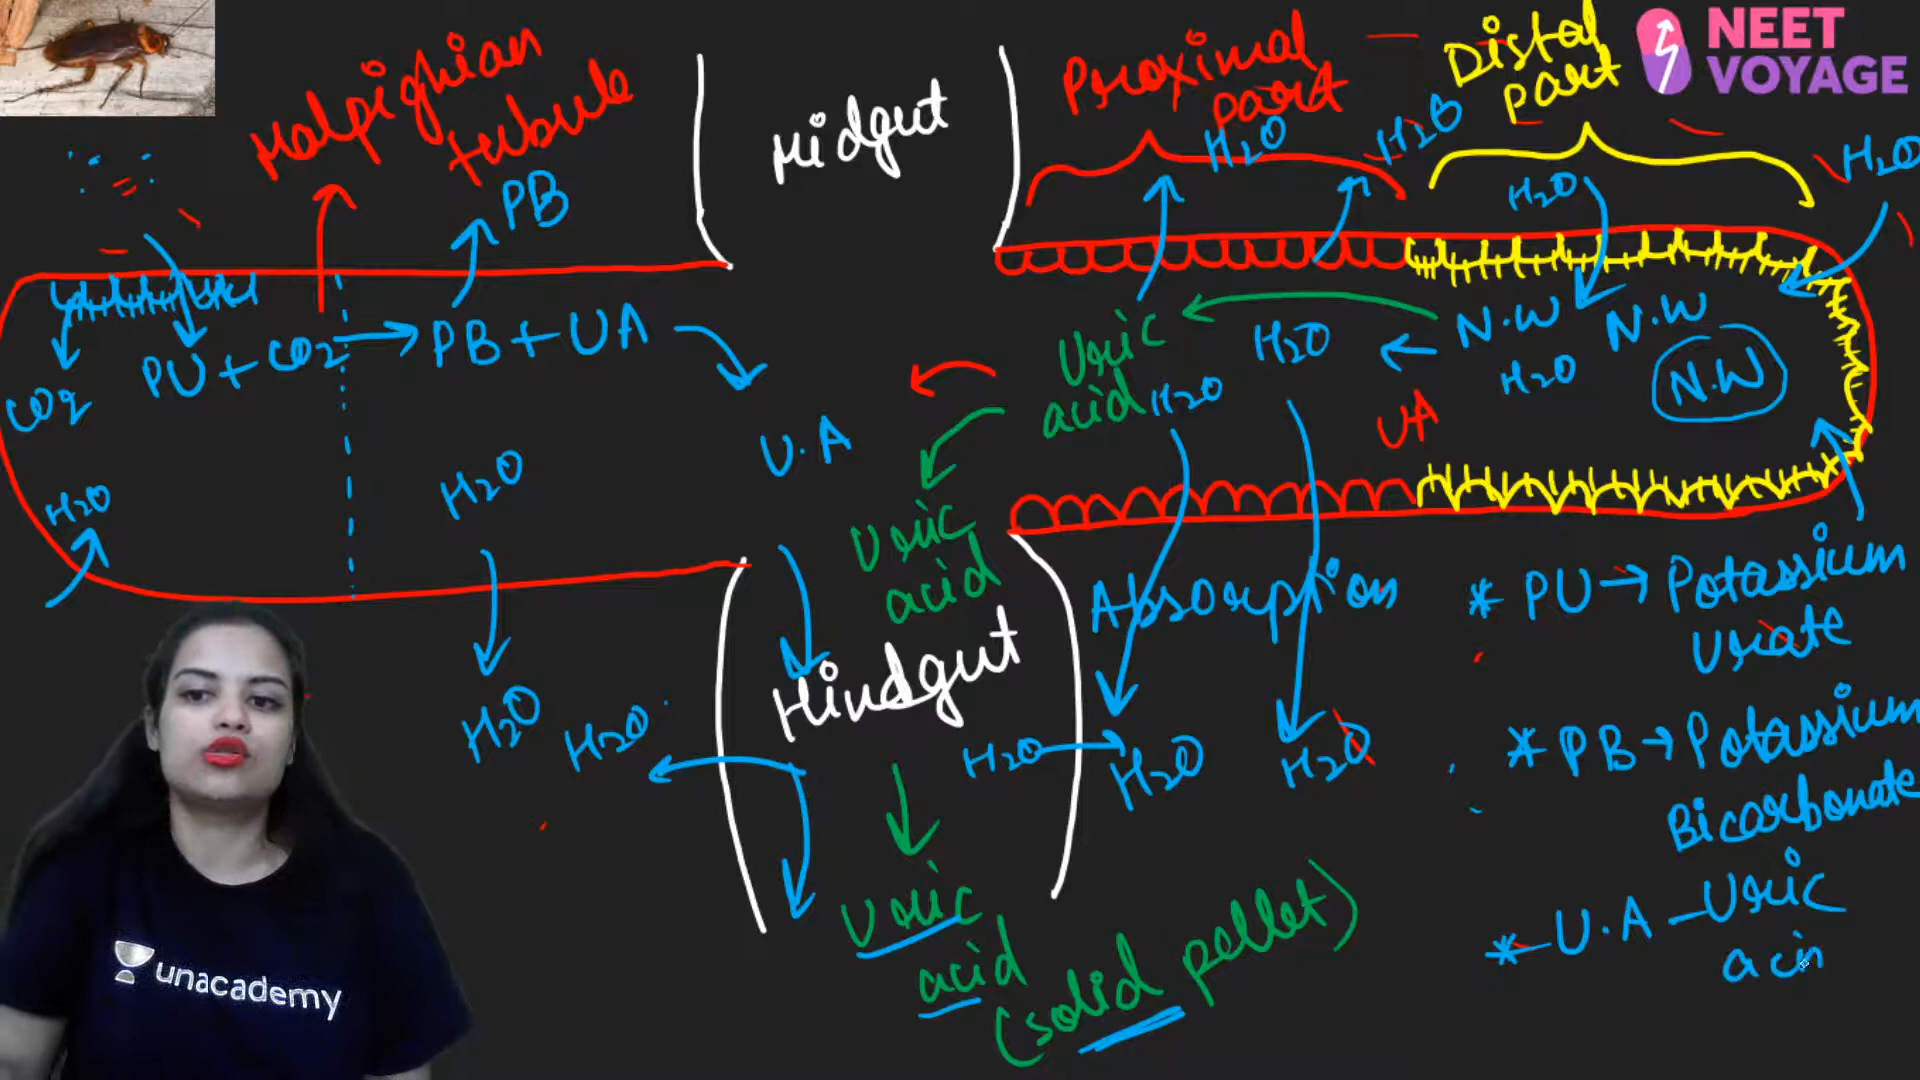 NEET
VOYAGE
Malpighian
tubule
PB
Midgut
Proximal
part
Distal
part
H2O
H2O
H2O
H2O
PU + CO2 → PB + UA
CO2
H2O
H2O
U.A
H2O
H2O
Uric
acid
H2O
H2O
N.W
N.W
H2O
N.W
UA
Uric
acid
Hindgut
H2O
Absorption
H2O
H2O
Uric
acid
(solid pellet)
* PU → Potassium
Urate
* PB → Potassium
Bicarbonate
* U.A - Uric
aci
unacademy